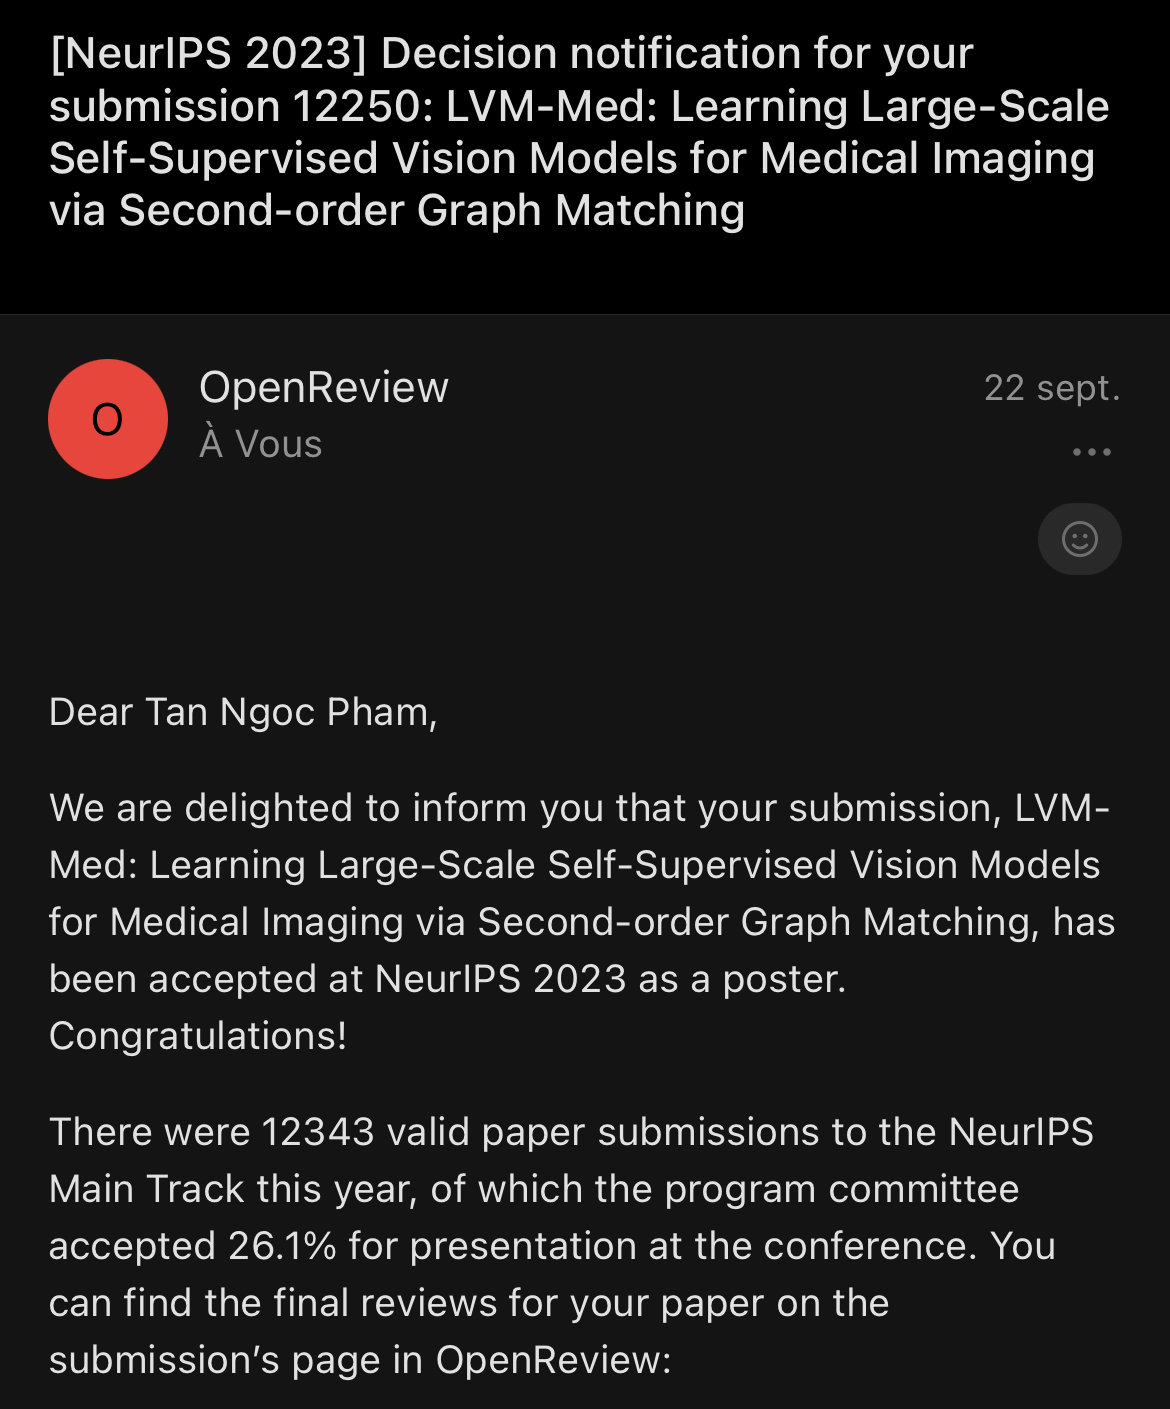 [NeurIPS 2023] Decision notification for your
submission 12250: LVM-Med: Learning Large-Scale
Self-Supervised Vision Models for Medical Imaging
via Second-order Graph Matching
O
OpenReview
22 sept.
À Vous
Dear Tan Ngoc Pham,
We are delighted to inform you that your submission, LVM-
Med: Learning Large-Scale Self-Supervised Vision Models
for Medical Imaging via Second-order Graph Matching, has
been accepted at NeurIPS 2023 as a poster.
Congratulations!
There were 12343 valid paper submissions to the NeurIPS
Main Track this year, of which the program committee
accepted 26.1% for presentation at the conference. You
can find the final reviews for your paper on the
submission’s page in OpenReview: